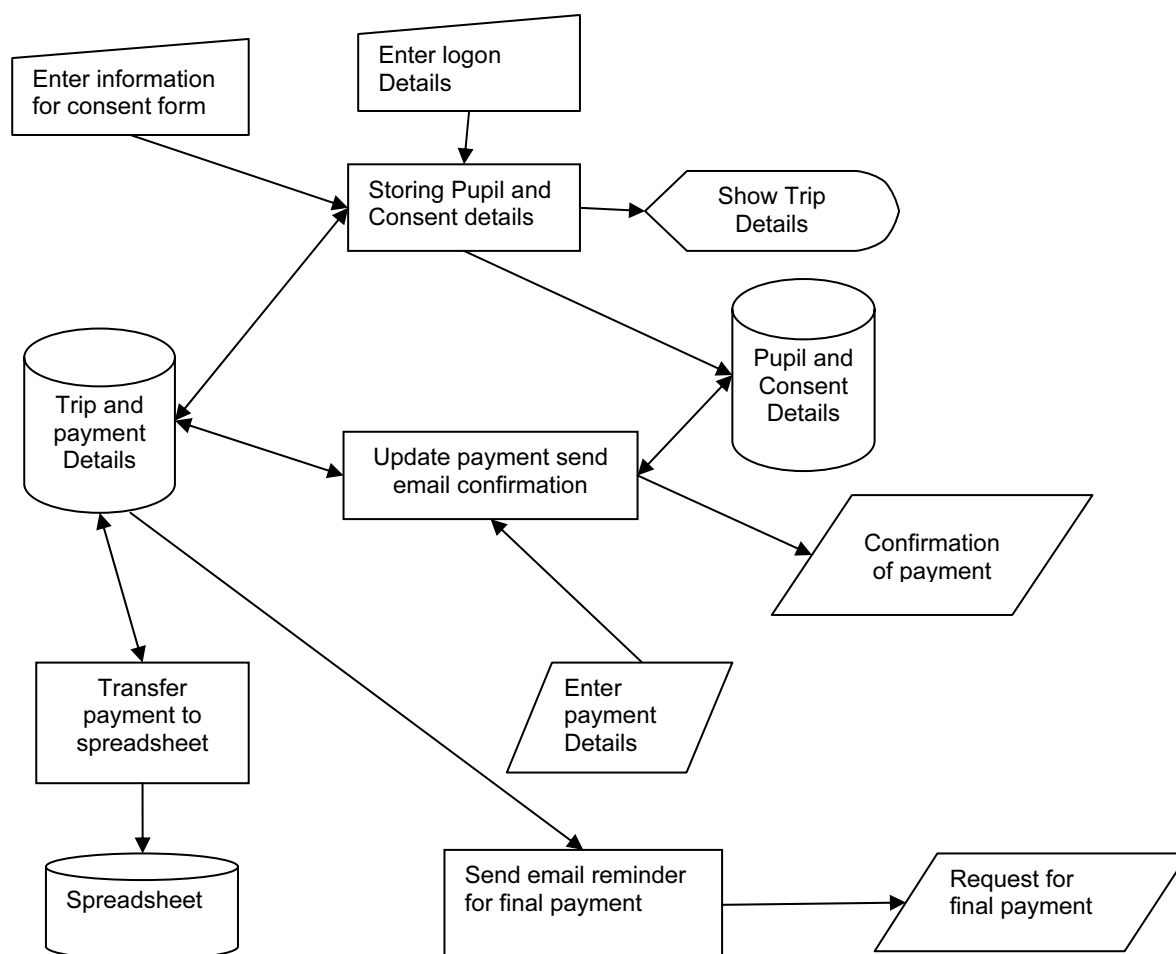 Enter information
for consent form
Enter logon
Details
Storing Pupil and
Consent details
Show Trip
Details
Trip and
payment
Details
Pupil and
Consent
Details
Update payment send
email confirmation
Confirmation
of payment
Transfer
payment to
spreadsheet
Enter
payment
Details
Spreadsheet
Send email reminder
for final payment
Request for
final payment